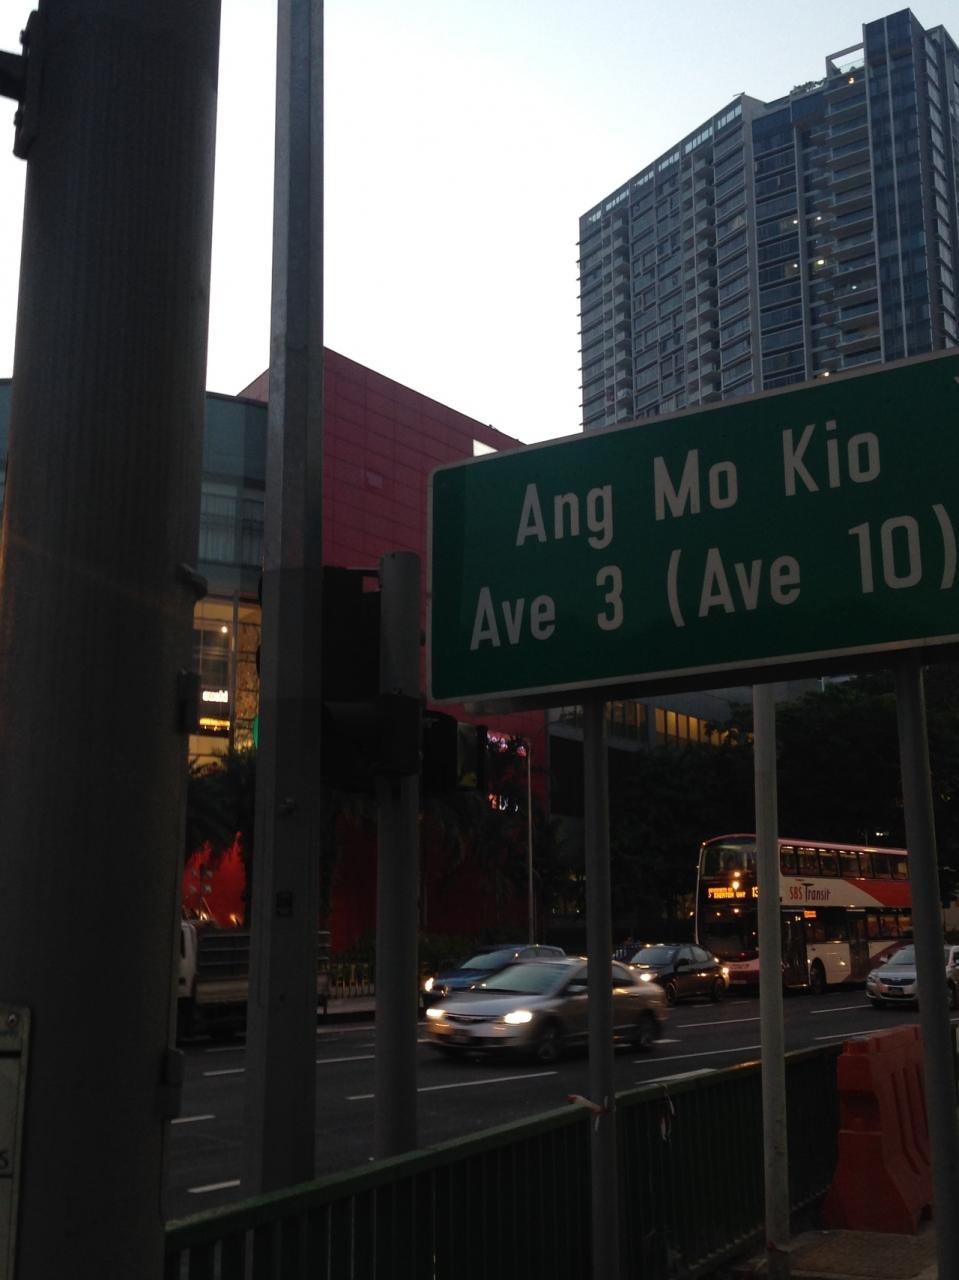 Ang Mo Kio
Ave 3 (Ave 10)
SBS Transit